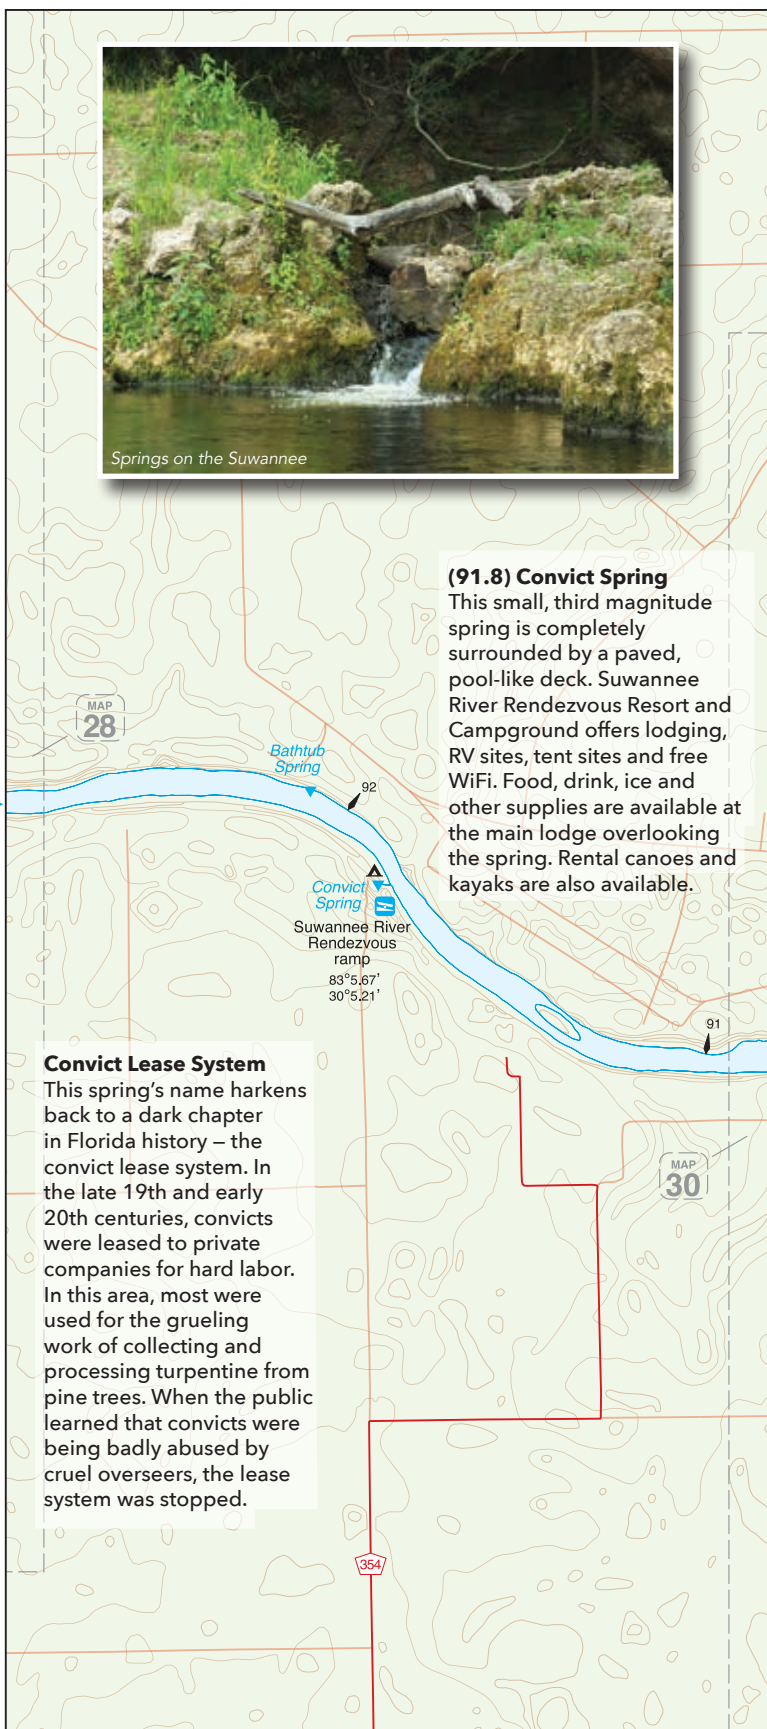 Springs on the Suwannee
(91.8) Convict Spring
This small, third magnitude
spring is completely
surrounded by a paved,
pool-like deck. Suwannee
River Rendezvous Resort and
Campground offers lodging,
RV sites, tent sites and free
WiFi. Food, drink, ice and
other supplies are available at
the main lodge overlooking
the spring. Rental canoes and
kayaks are also available.
MAP
28
Bathtub
Spring
92
Convict
Spring
Suwannee River
Rendezvous
ramp
83°5.67'
30°5.21'
91
MAP
30
Convict Lease System
This spring’s name harkens
back to a dark chapter
in Florida history – the
convict lease system. In
the late 19th and early
20th centuries, convicts
were leased to private
companies for hard labor.
In this area, most were
used for the grueling
work of collecting and
processing turpentine from
pine trees. When the public
learned that convicts were
being badly abused by
cruel overseers, the lease
system was stopped.
354